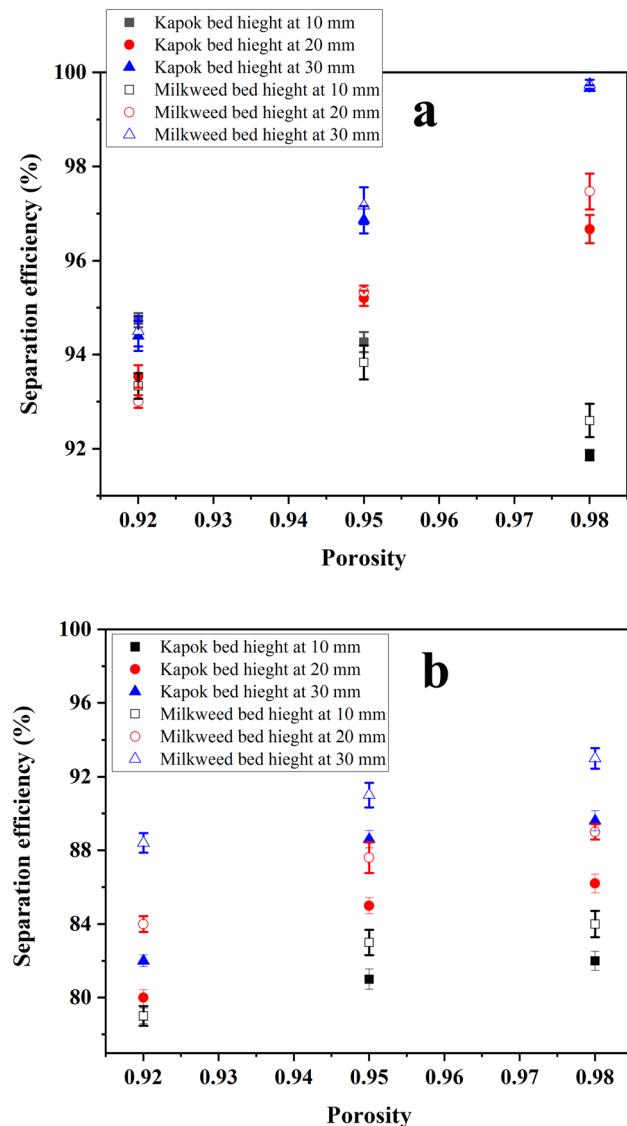 Kapok bed hieght at 10 mm
Kapok bed hieght at 20 mm
Kapok bed hieght at 30 mm
Milkweed bed hieght at 10 mm
Milkweed bed hieght at 20 mm
Milkweed bed hieght at 30 mm
a
100
98
96
94
92
Separation efficiency (%)
0.92 0.93 0.94 0.95 0.96 0.97 0.98
Porosity
Kapok bed hieght at 10 mm
Kapok bed hieght at 20 mm
Kapok bed hieght at 30 mm
Milkweed bed hieght at 10 mm
Milkweed bed hieght at 20 mm
Milkweed bed hieght at 30 mm
b
100
96
92
88
84
80
Separation efficiency (%)
0.92 0.93 0.94 0.95 0.96 0.97 0.98
Porosity